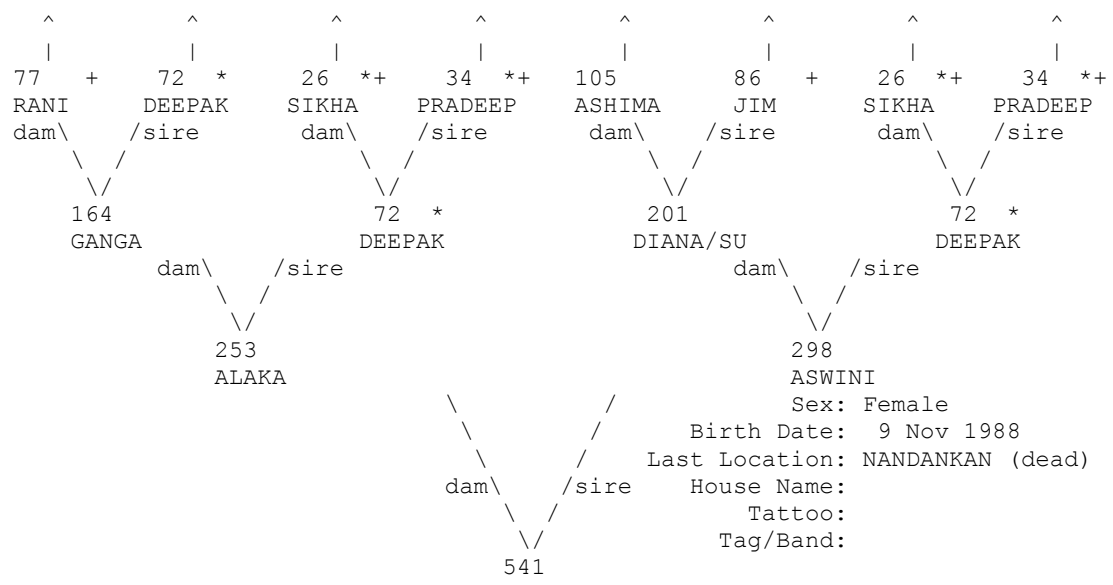 ^ ^ ^ ^ ^ ^ ^ ^
| | | | | | | |
77 + 72 * 26 *+ 34 *+ 105 86 + 26 *+ 34 *+
RANI DEEPAK SIKHA PRADEEP ASHIMA JIM SIKHA PRADEEP
dam\ /sire dam\ /sire dam\ /sire dam\ /sire
\ / \ / \ / \ /
\/ \/ \/ \/
164 72 * 201 72 *
GANGA DEEPAK DIANA/SU DEEPAK
dam\ /sire dam\ /sire
\ / \ /
\/ \/
253 298
ALAKA ASWINI
\ / Sex: Female
\ / Birth Date: 9 Nov 1988
\ / Last Location: NANDANKAN (dead)
dam\ /sire House Name:
\ / Tattoo:
\/ Tag/Band:
541